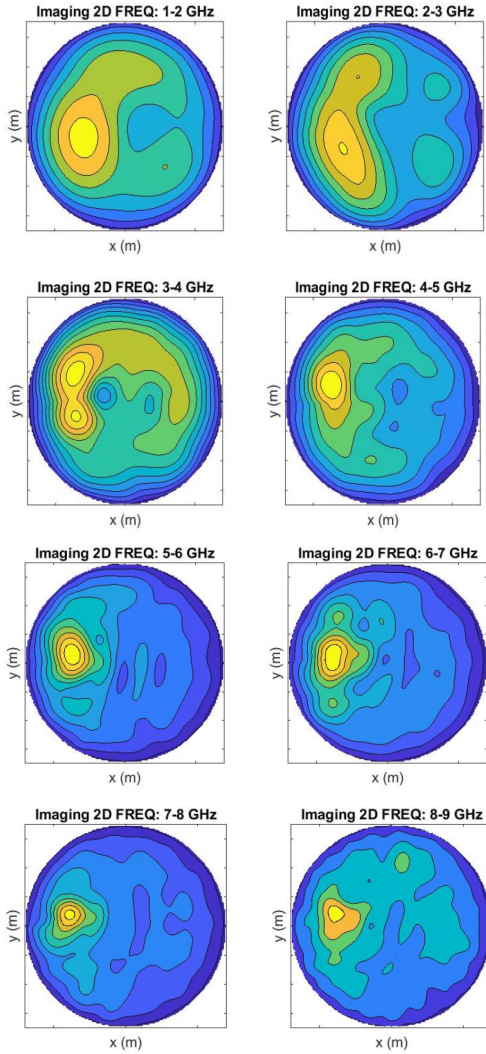 Imaging 2D FREQ: 1-2 GHz
y (m)
x (m)
Imaging 2D FREQ: 2-3 GHz
y (m)
x (m)
Imaging 2D FREQ: 3-4 GHz
y (m)
x (m)
Imaging 2D FREQ: 4-5 GHz
y (m)
x (m)
Imaging 2D FREQ: 5-6 GHz
y (m)
x (m)
Imaging 2D FREQ: 6-7 GHz
y (m)
x (m)
Imaging 2D FREQ: 7-8 GHz
y (m)
x (m)
Imaging 2D FREQ: 8-9 GHz
y (m)
x (m)